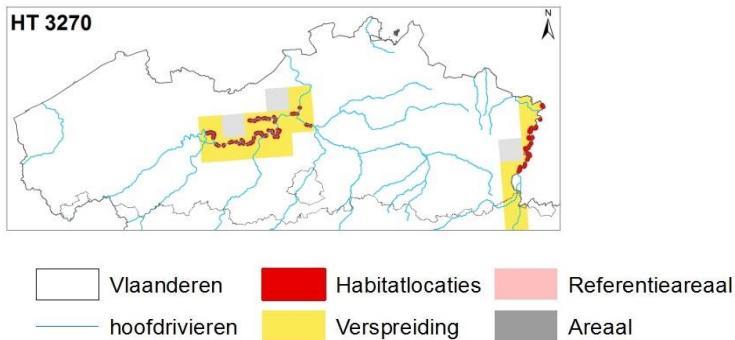 HT 3270
N
Vlaanderen Habitatlocaties Referentieareaal
hoofdrivieren Verspreiding Areaal